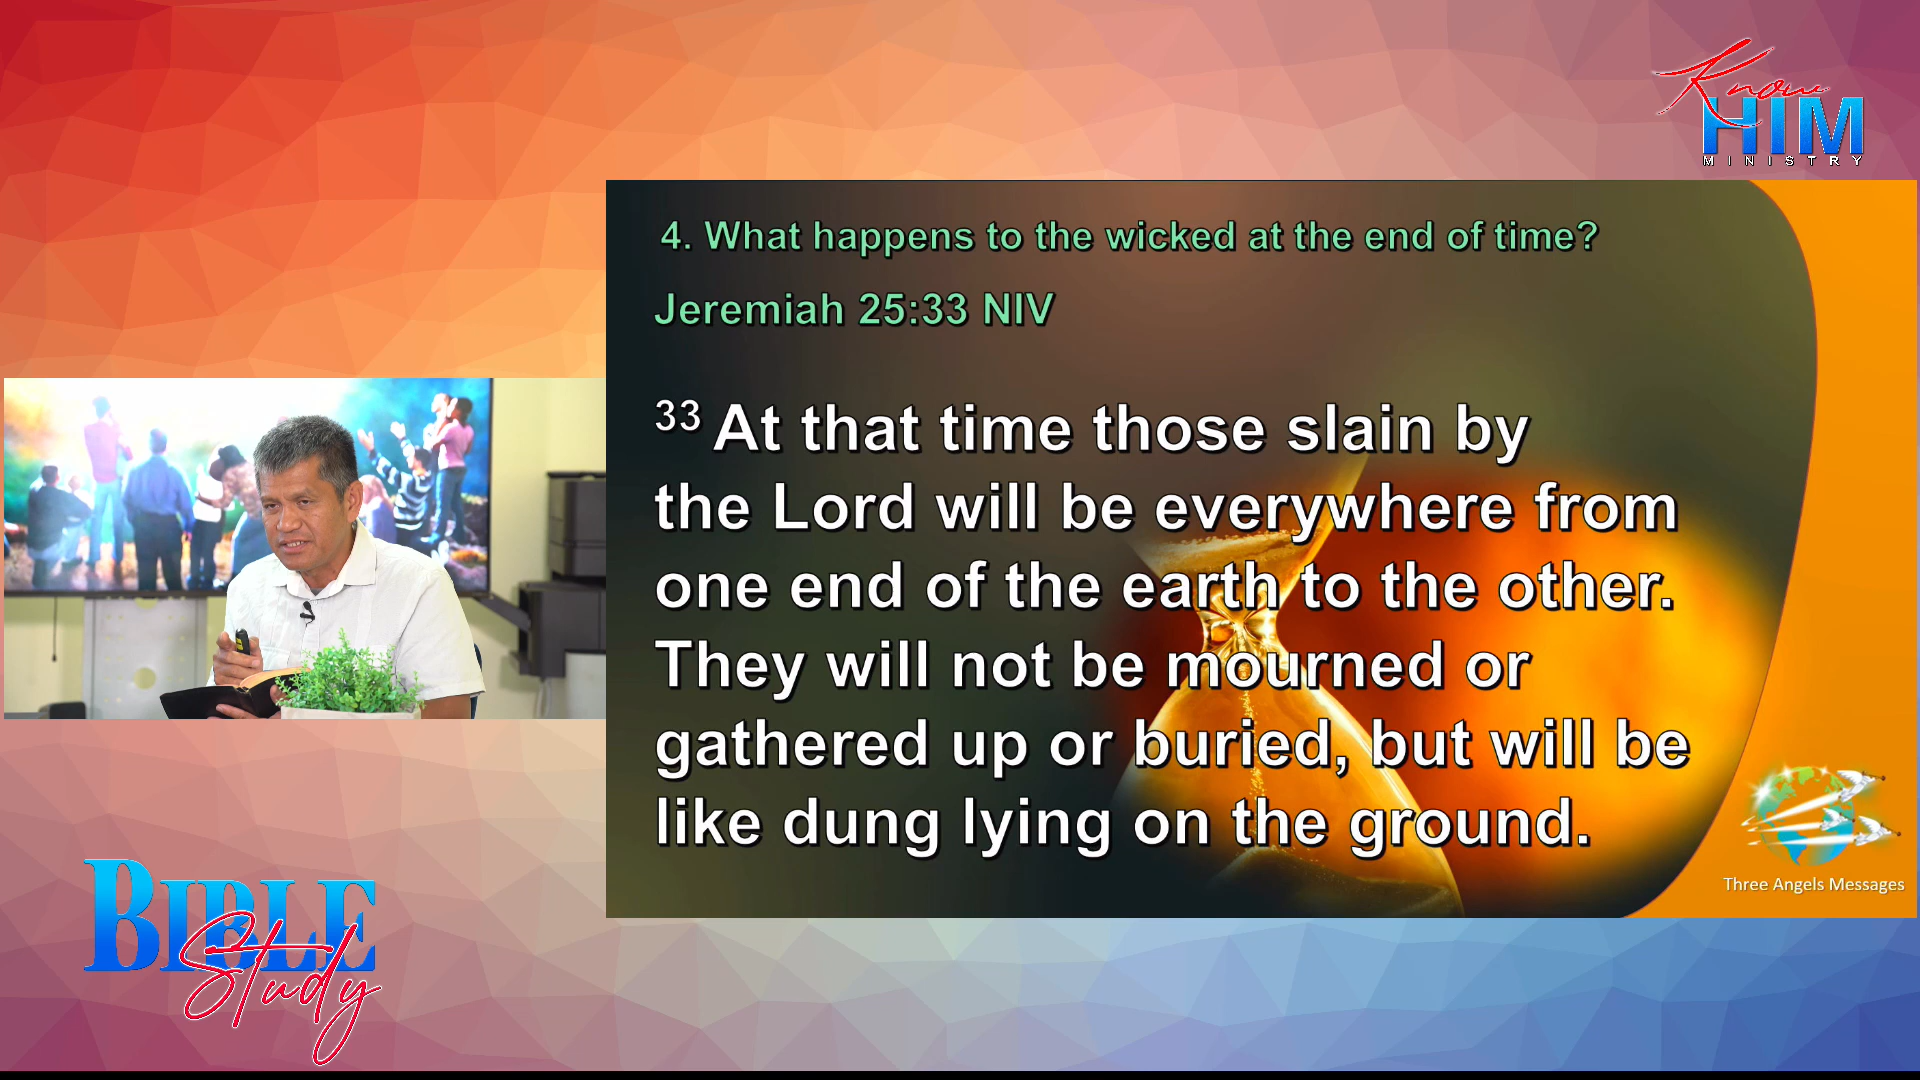 Know
HIM
MINISTRY
4. What happens to the wicked at the end of time?
Jeremiah 25:33 NIV
33 At that time those slain by
the Lord will be everywhere from
one end of the earth to the other.
They will not be mourned or
gathered up or buried, but will be
like dung lying on the ground.
Three Angels Messages
BIBLE
Study